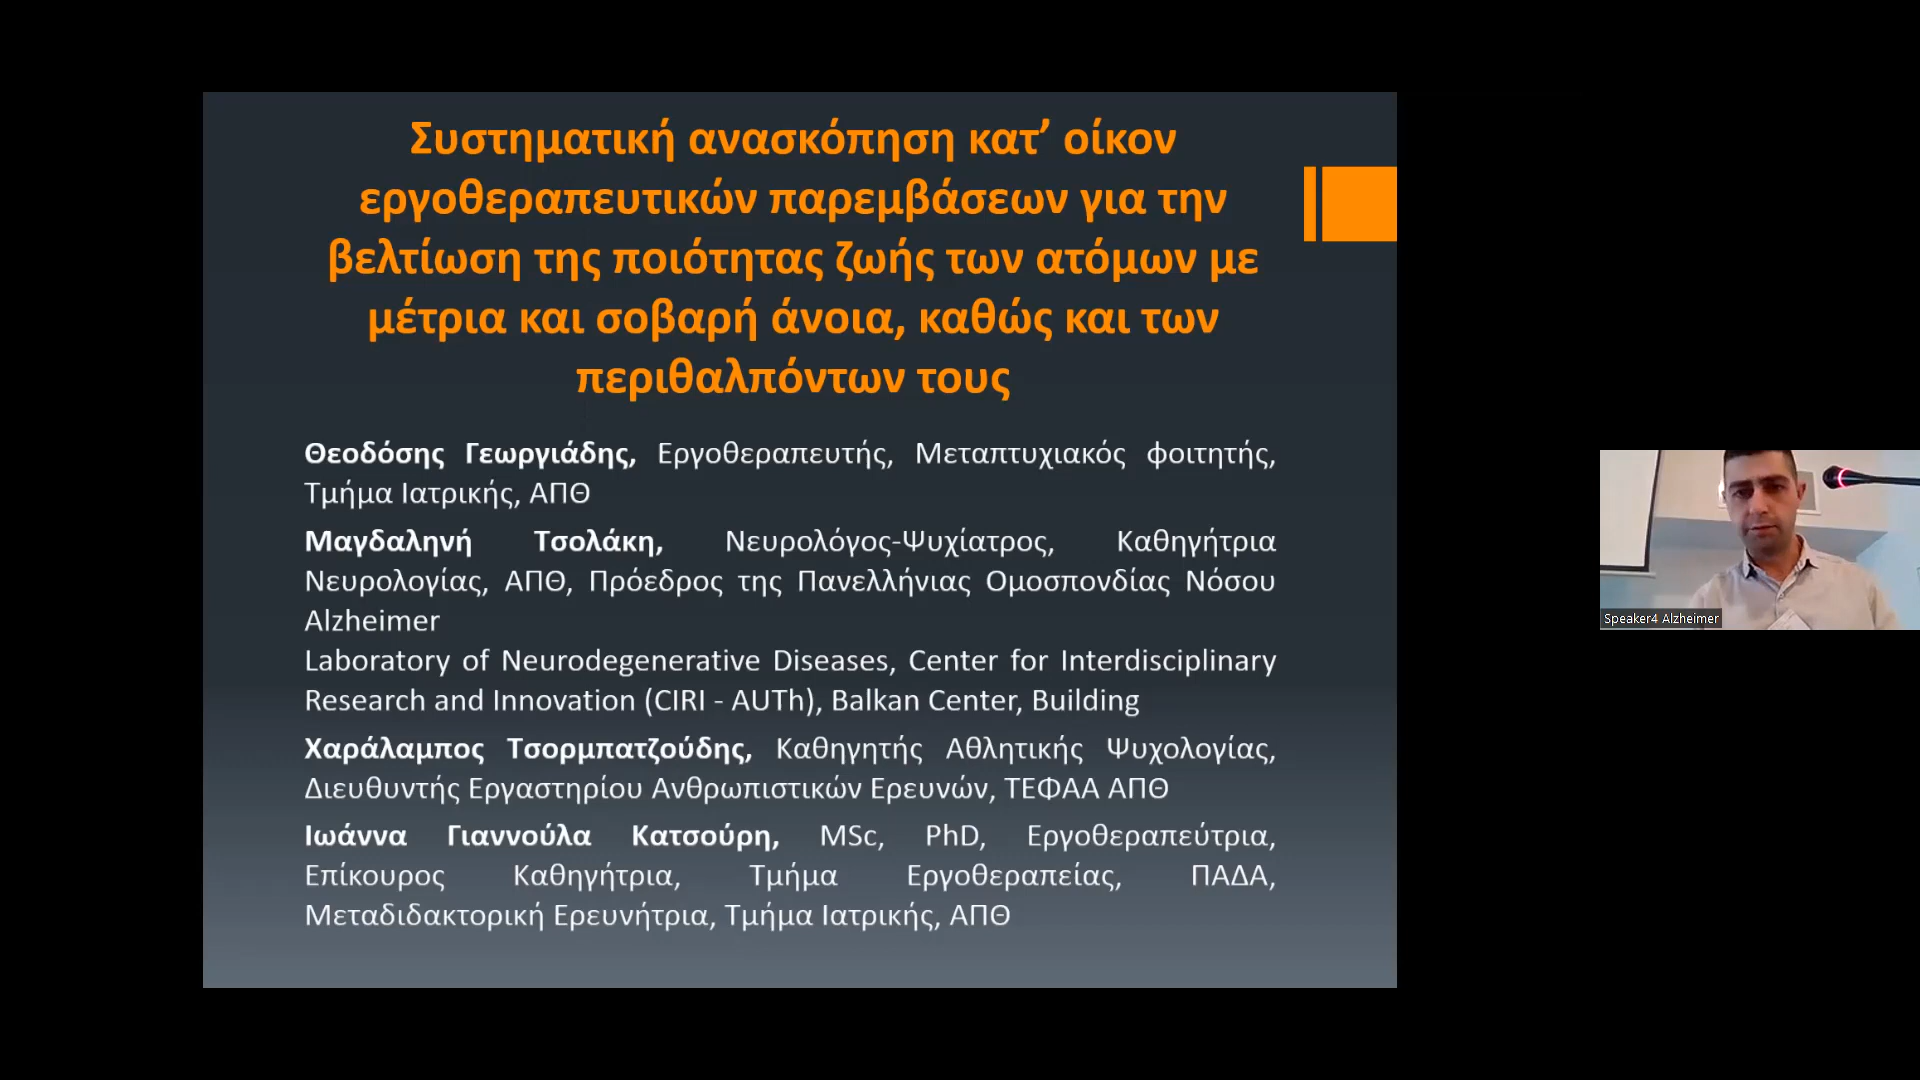 Συστηματική ανασκόπηση κατ’ οίκον
εργοθεραπευτικών παρεμβάσεων για την
βελτίωση της ποιότητας ζωής των ατόμων με
μέτρια και σοβαρή άνοια, καθώς και των
περιθαλπόντων τους
Θεοδόσης Γεωργιάδης, Εργοθεραπευτής, Μεταπτυχιακός φοιτητής,
Τμήμα Ιατρικής, ΑΠΘ
Μαγδαληνή Τσολάκη, Νευρολόγος-Ψυχίατρος, Καθηγήτρια
Νευρολογίας, ΑΠΘ, Πρόεδρος της Πανελλήνιας Ομοσπονδίας Νόσου
Alzheimer
Laboratory of Neurodegenerative Diseases, Center for Interdisciplinary
Research and Innovation (CIRI - AUTh), Balkan Center, Building
Χαράλαμπος Τσορμπατζούδης, Καθηγητής Αθλητικής Ψυχολογίας,
Διευθυντής Εργαστηρίου Ανθρωπιστικών Ερευνών, ΤΕΦΑΑ ΑΠΘ
Ιωάννα Γιαννούλα Κατσούρη, MSc, PhD, Εργοθεραπεύτρια,
Επίκουρος Καθηγήτρια, Τμήμα Εργοθεραπείας, ΠΑΔΑ,
Μεταδιδακτορική Ερευνήτρια, Τμήμα Ιατρικής, ΑΠΘ
Speaker4 Alzheimer